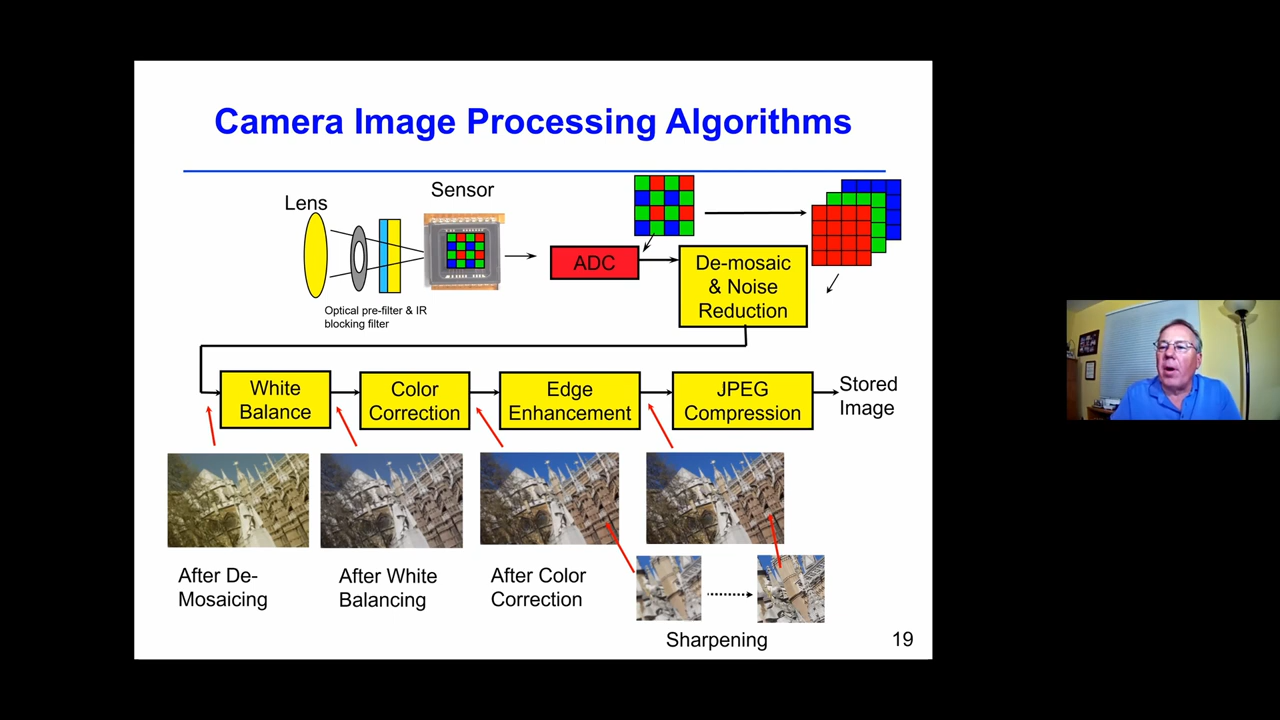 Camera Image Processing Algorithms
Lens
Sensor
Optical pre-filter & IR
blocking filter
ADC
De-mosaic
& Noise
Reduction
White
Balance
Color
Correction
Edge
Enhancement
JPEG
Compression
Stored
Image
After De-
Mosaicing
After White
Balancing
After Color
Correction
Sharpening
19